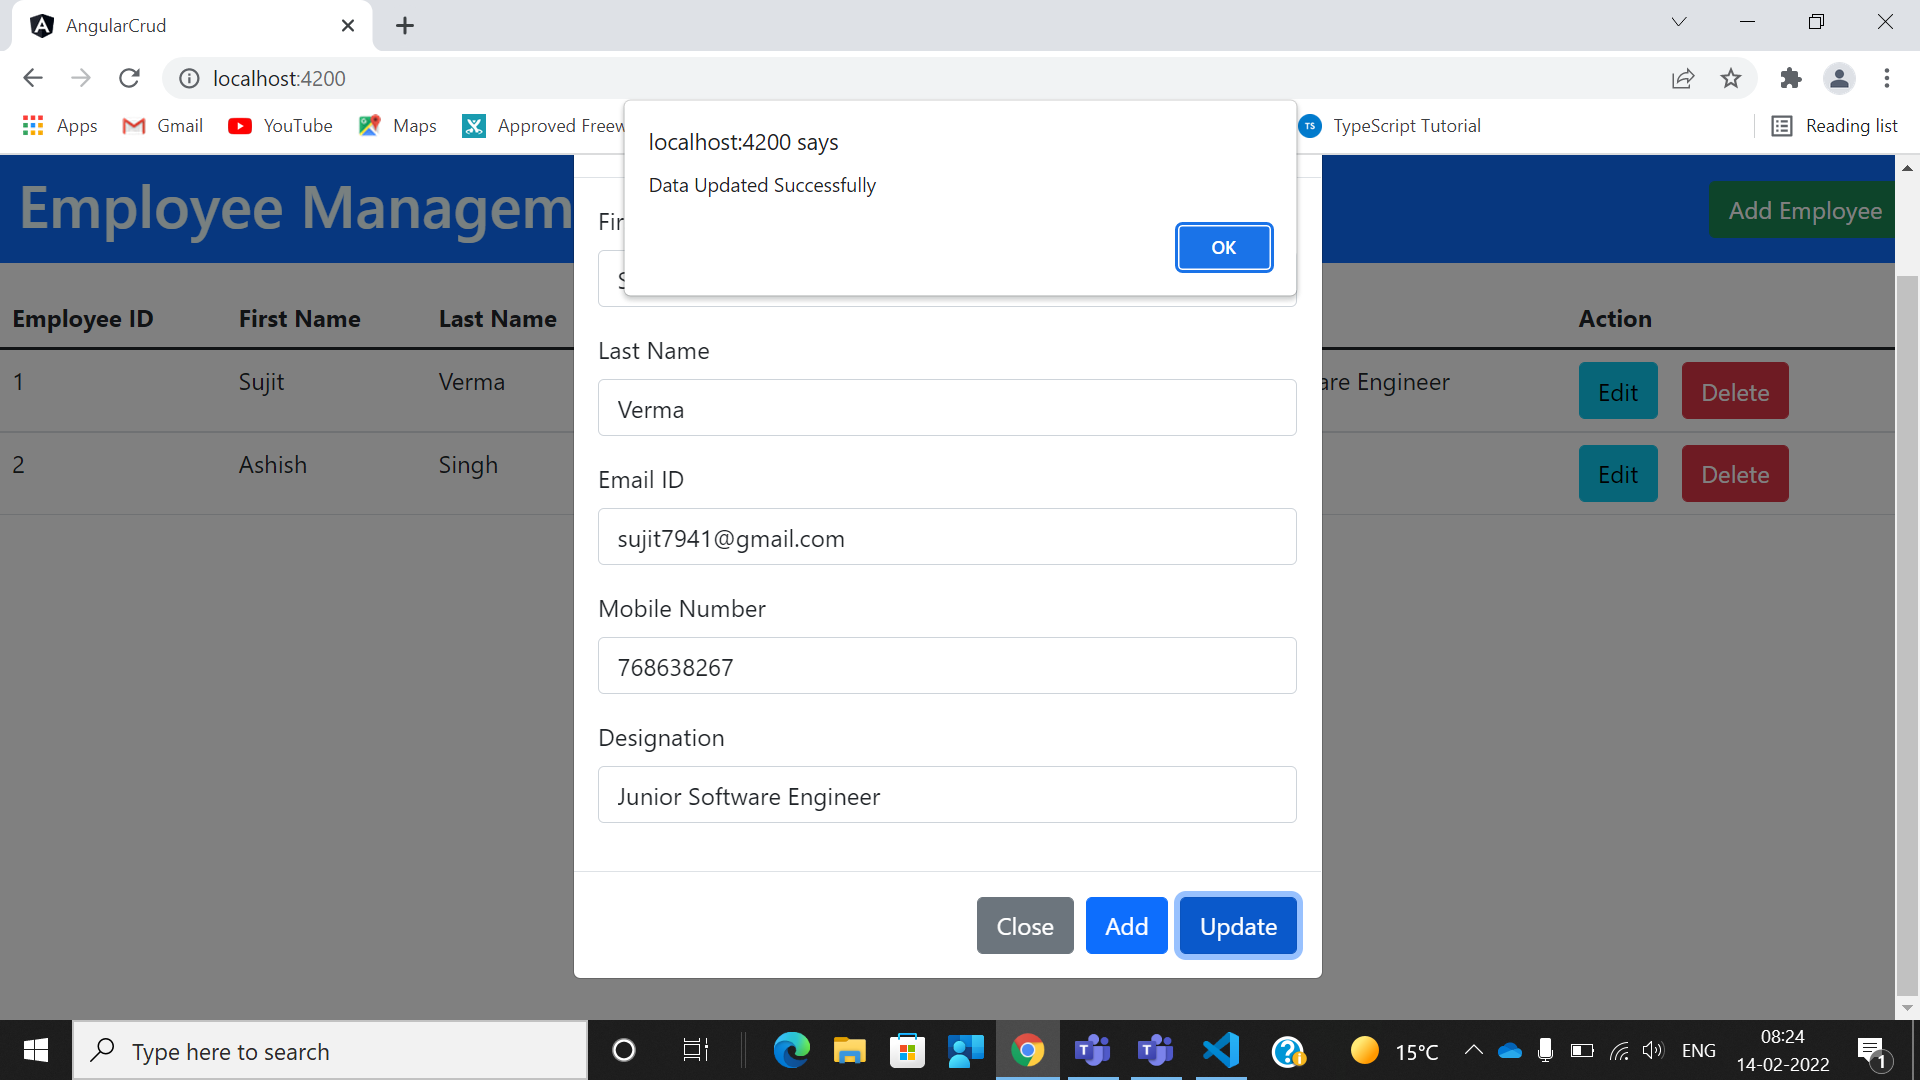 AngularCrud
localhost:4200
Apps Gmail YouTube Maps Approved Freew TypeScript Tutorial Reading list
localhost:4200 says
Data Updated Successfully
OK
Employee Managem
Add Employee
Fir
Employee ID First Name Last Name Action
1 Sujit Verma are Engineer Edit Delete
2 Ashish Singh Edit Delete
Last Name
Verma
Email ID
sujit7941@gmail.com
Mobile Number
768638267
Designation
Junior Software Engineer
Close Add Update
Type here to search
15°C
ENG
08:24
14-02-2022
1